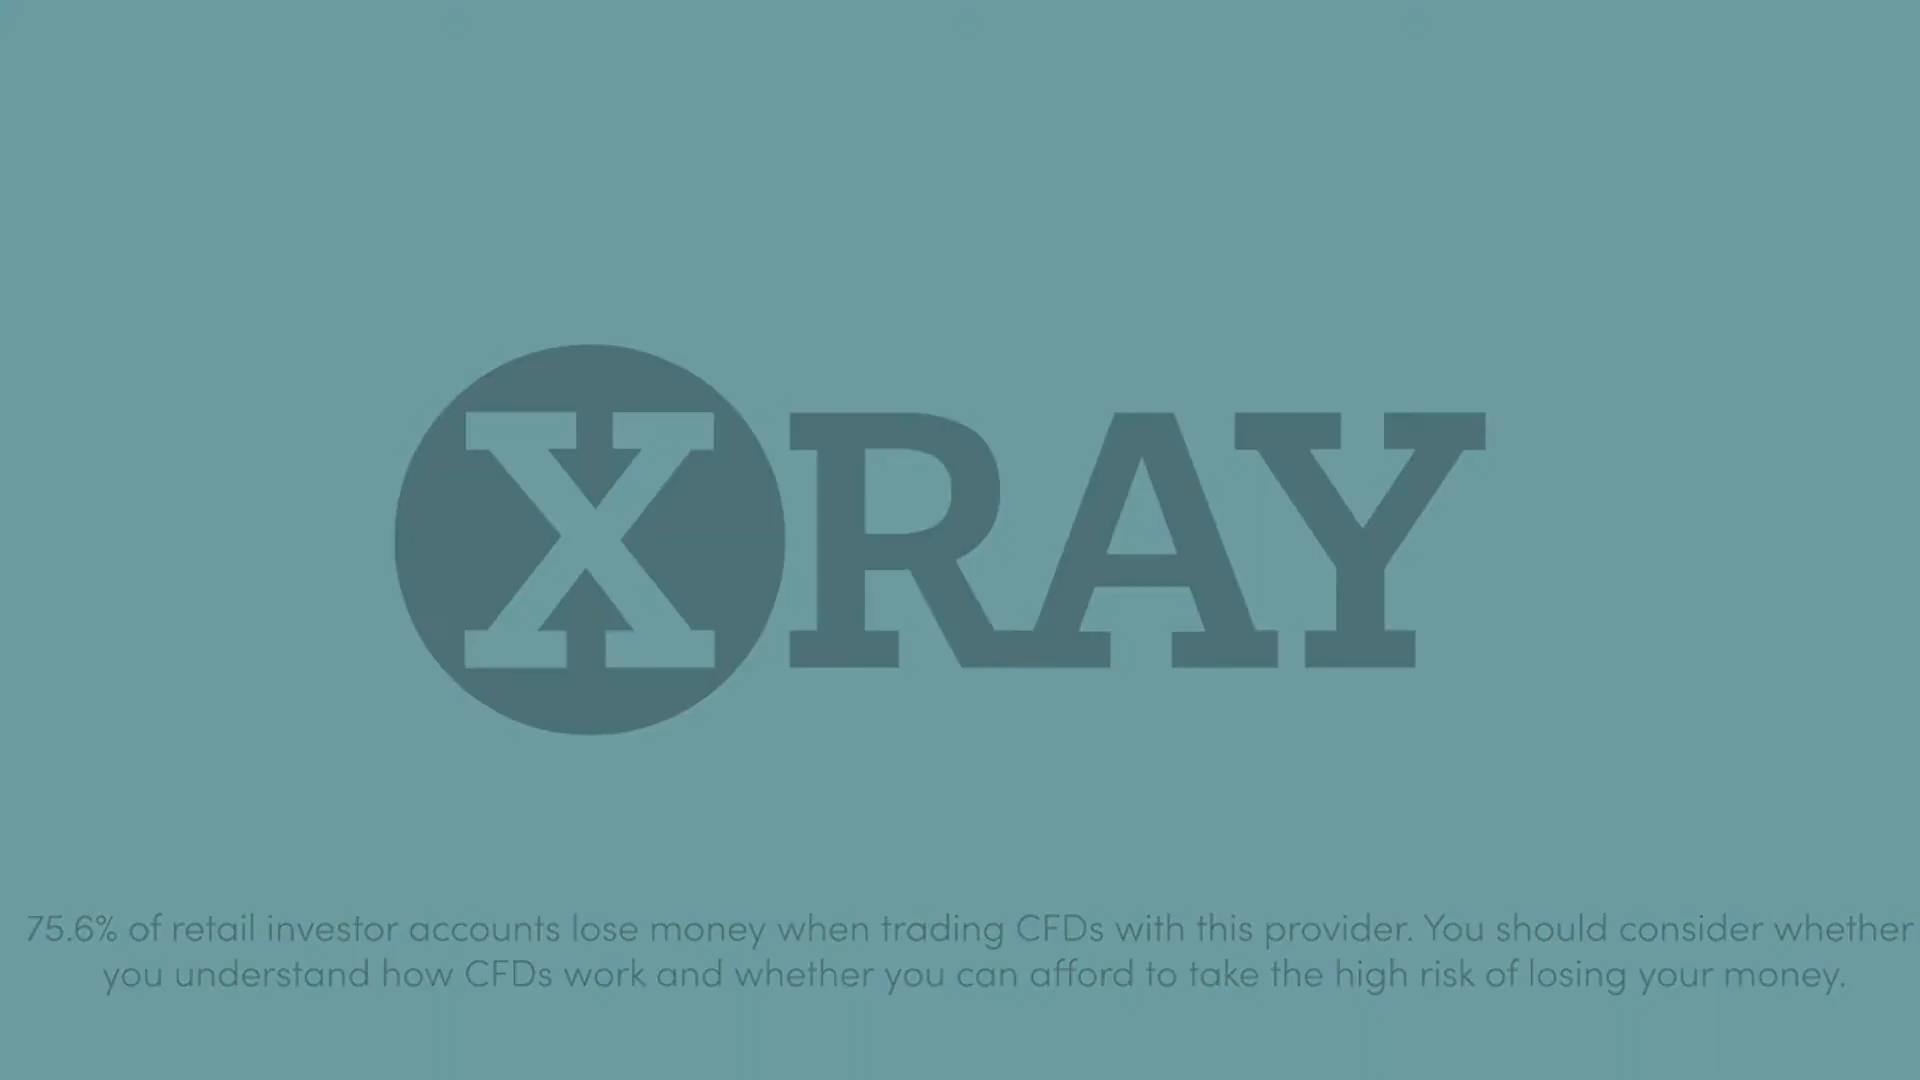 XRAY
75.6% of retail investor accounts lose money when trading CFDs with this provider. You should consider whether
you understand how CFDs work and whether you can afford to take the high risk of losing your money.